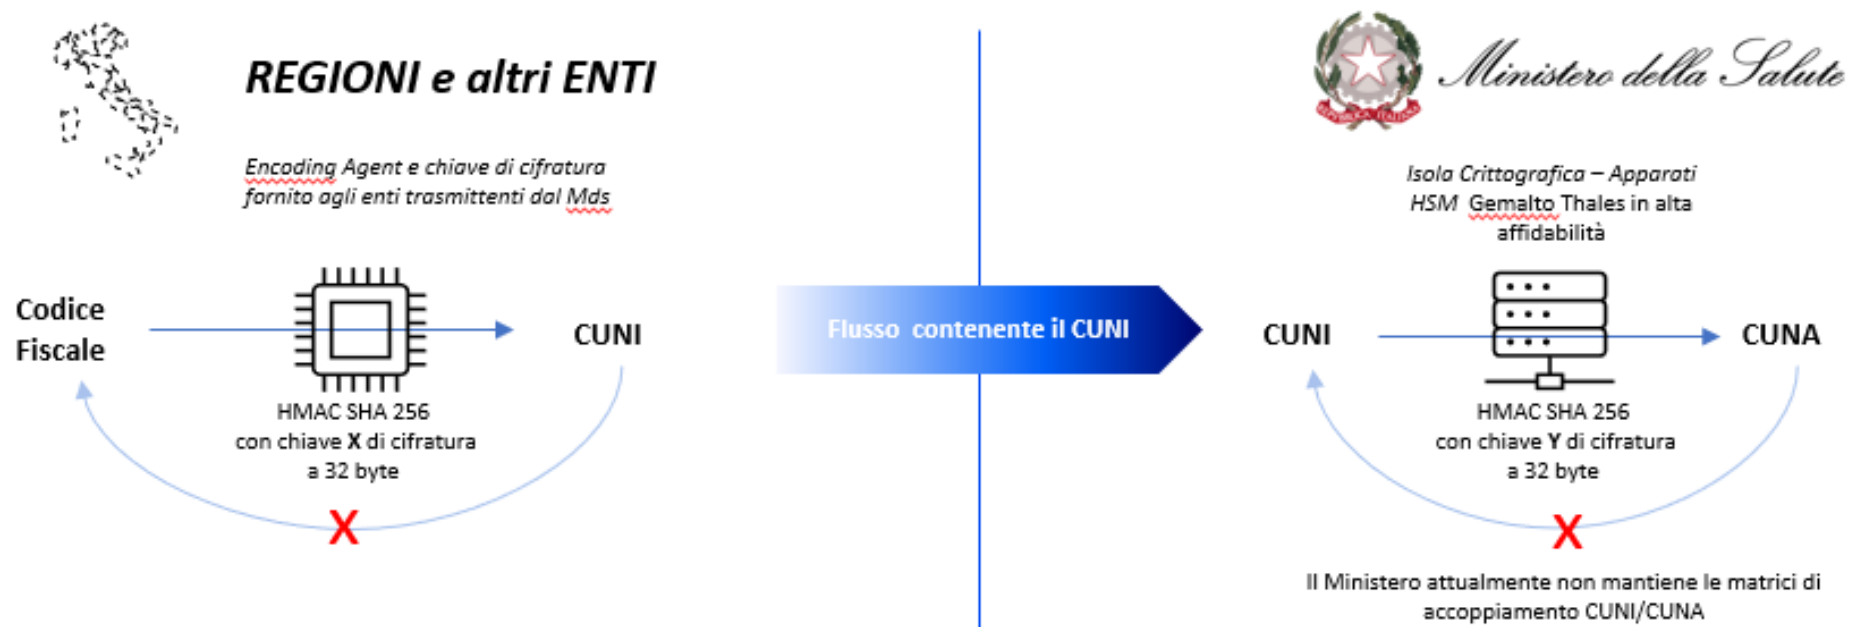 REGIONI e altri ENTI
Encoding Agent e chiave di cifratura
fornito agli enti trasmittenti dal Mds
Codice
Fiscale
CUNI
HMAC SHA 256
con chiave X di cifratura
a 32 byte
X
Flusso contenente il CUNI
REPVBBLICA ITALIANA
Ministero della Salute
Isola Crittografica – Apparati
HSM Gemalto Thales in alta
affidabilità
CUNI
CUNA
HMAC SHA 256
con chiave Y di cifratura
a 32 byte
X
Il Ministero attualmente non mantiene le matrici di
accoppiamento CUNI/CUNA